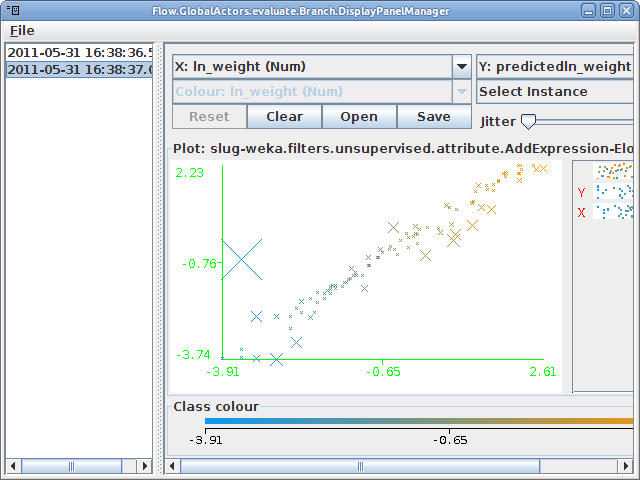 Flow.GlobalActors.evaluate.Branch.DisplayPanelManager
File
2011-05-31 16:38:36.5
2011-05-31 16:38:37.0
X: ln_weight (Num)
Y: predictedln_weight
Colour: ln_weight (Num)
Select Instance
Reset
Clear
Open
Save
Jitter
Plot: slug-weka.filters.unsupervised.attribute.AddExpression-Elo
2.23
-0.76
-3.74
-3.91
-0.65
2.61
Y
X
Class colour
-3.91
-0.65